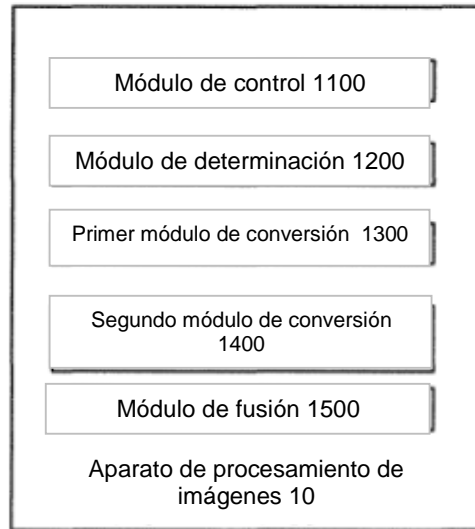 Módulo de control 1100
Módulo de determinación 1200
Primer módulo de conversión 1300
Segundo módulo de conversión
1400
Módulo de fusión 1500
Aparato de procesamiento de
imágenes 10